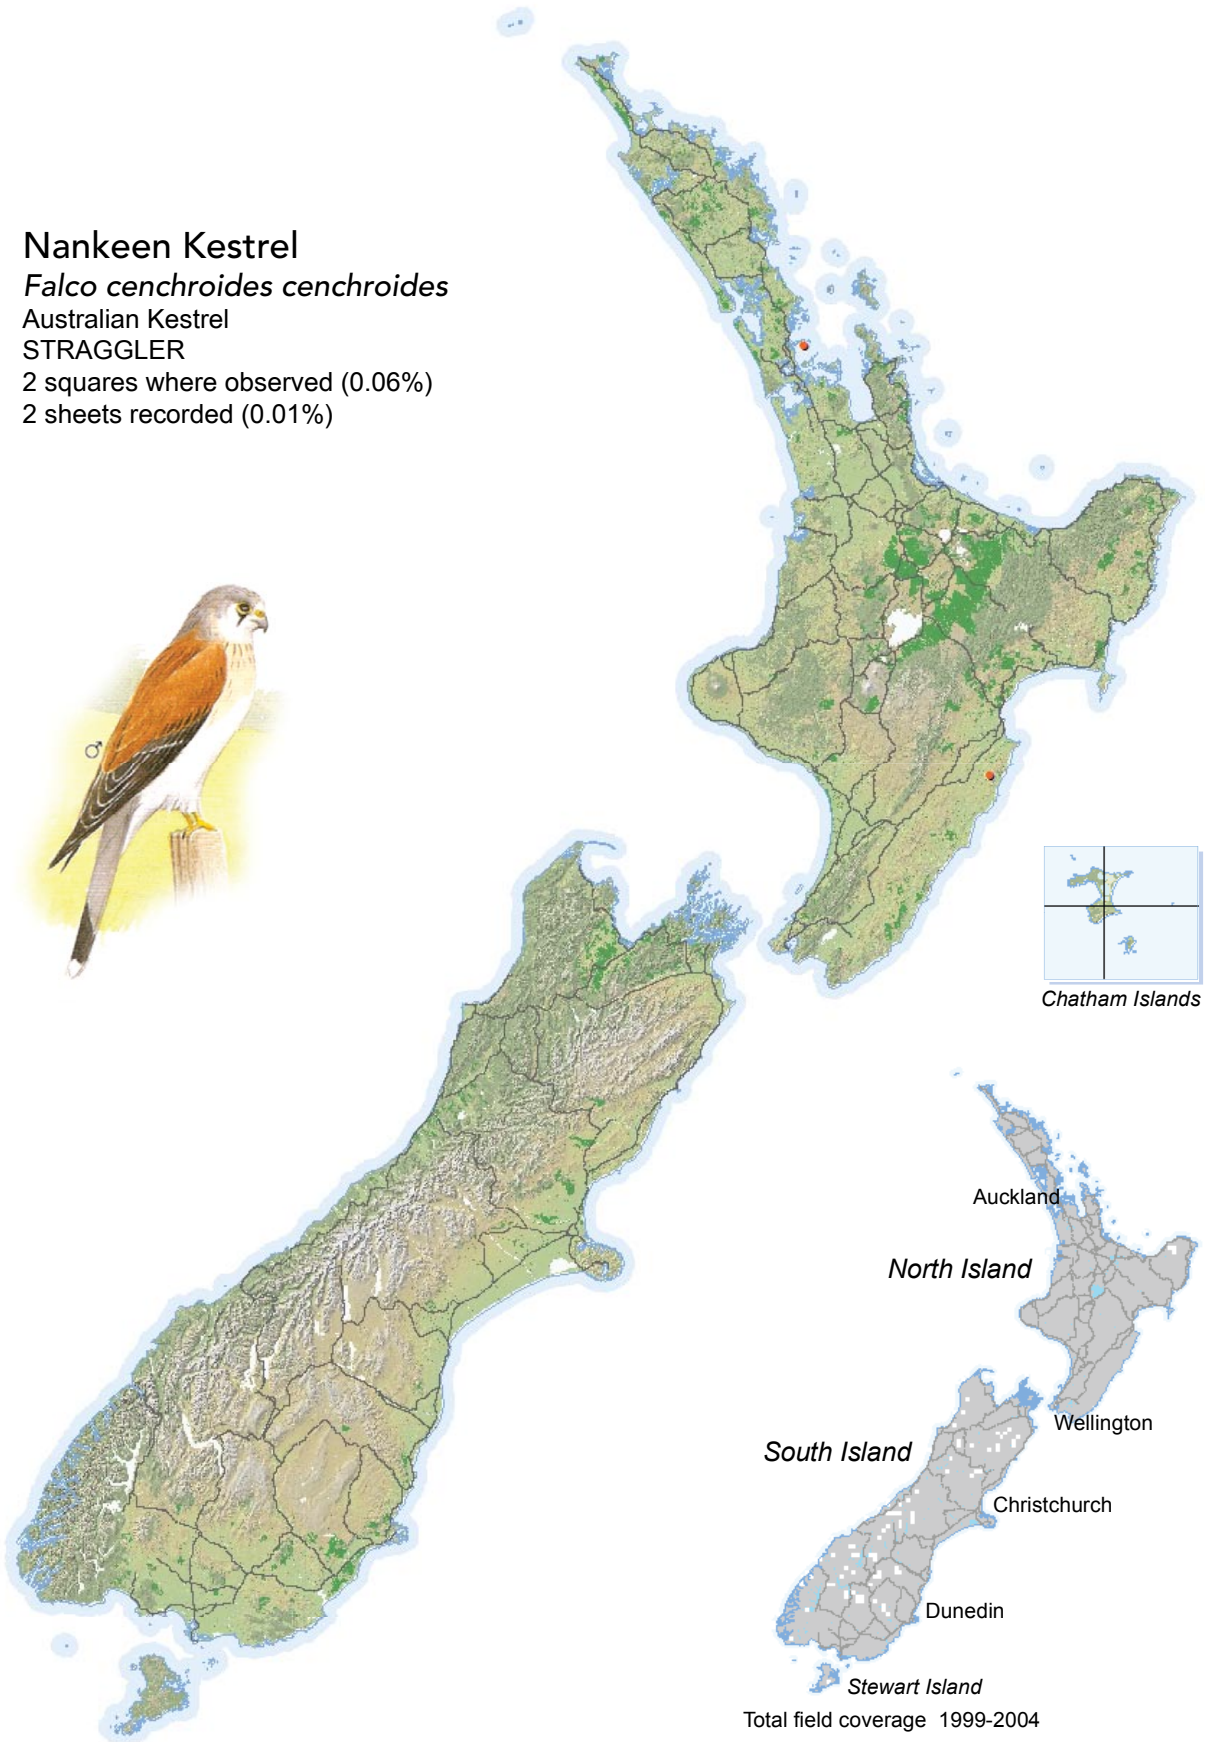 Nankeen Kestrel
Falco cenchroides cenchroides
Australian Kestrel
STRAGGLER
2 squares where observed (0.06%)
2 sheets recorded (0.01%)
♂
Chatham Islands
Auckland
North Island
Wellington
South Island
Christchurch
Dunedin
Stewart Island
Total field coverage 1999-2004